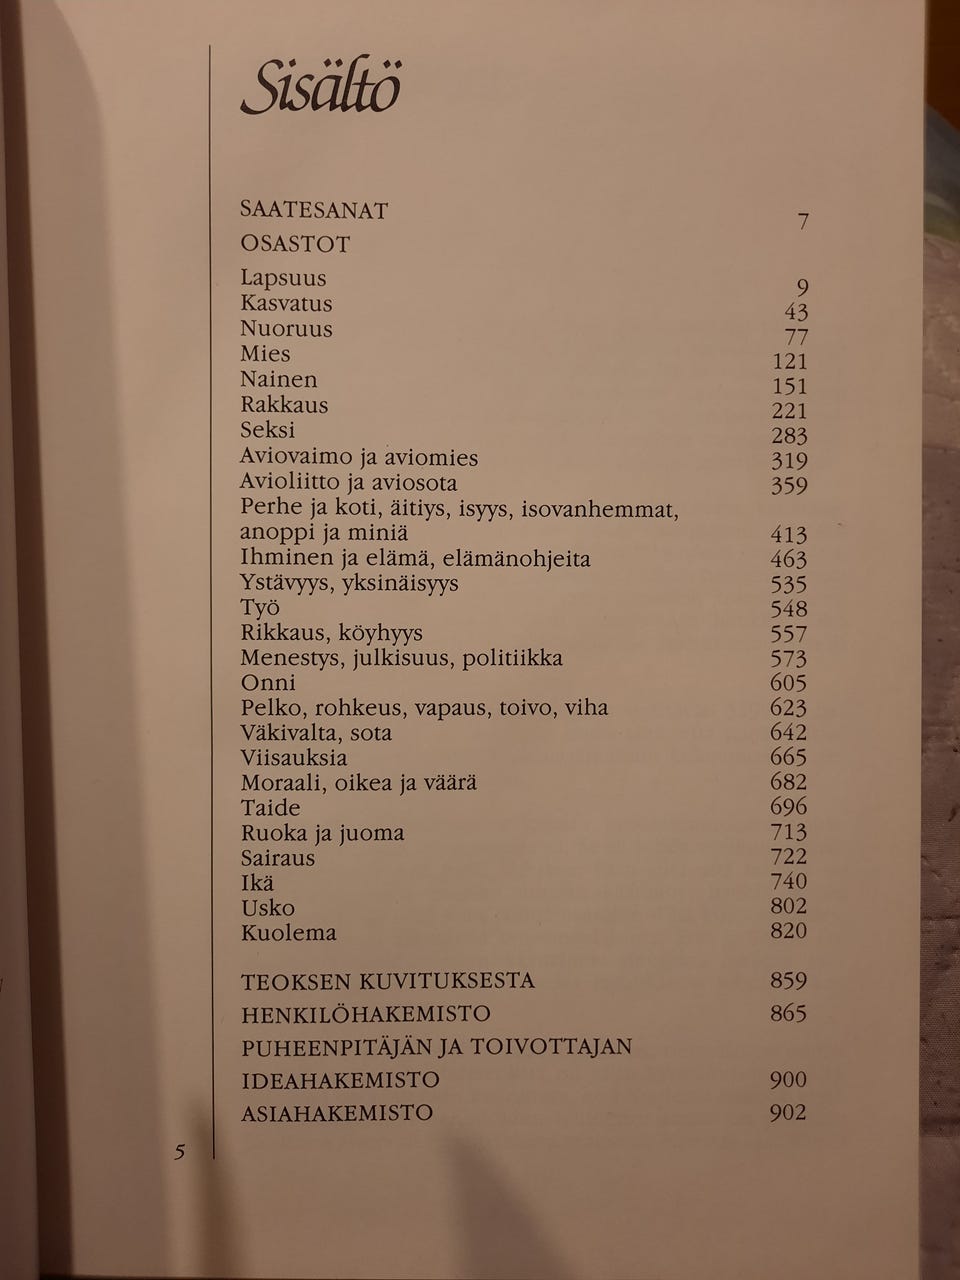 Sisältö
SAATESANAT 7
OSASTOT
Lapsuus 9
Kasvatus 43
Nuoruus 77
Mies 121
Nainen 151
Rakkaus 221
Seksi 283
Aviovaimo ja aviomies 319
Avioliitto ja aviosota 359
Perhe ja koti, äitiys, isyys, isovanhemmat,
anoppi ja miniä 413
Ihminen ja elämä, elämänohjeita 463
Ystävyys, yksinäisyys 535
Työ 548
Rikkaus, köyhyys 557
Menestys, julkisuus, politiikka 573
Onni 605
Pelko, rohkeus, vapaus, toivo, viha 623
Väkivalta, sota 642
Viisauksia 665
Moraali, oikea ja väärä 682
Taide 696
Ruoka ja juoma 713
Sairaus 722
Ikä 740
Usko 802
Kuolema 820
TEOKSEN KUVITUKSESTA 859
HENKILÖHAKEMISTO 865
PUHEENPITÄJÄN JA TOIVOTTAJAN
IDEAHAKEMISTO 900
ASIAHAKEMISTO 902
5